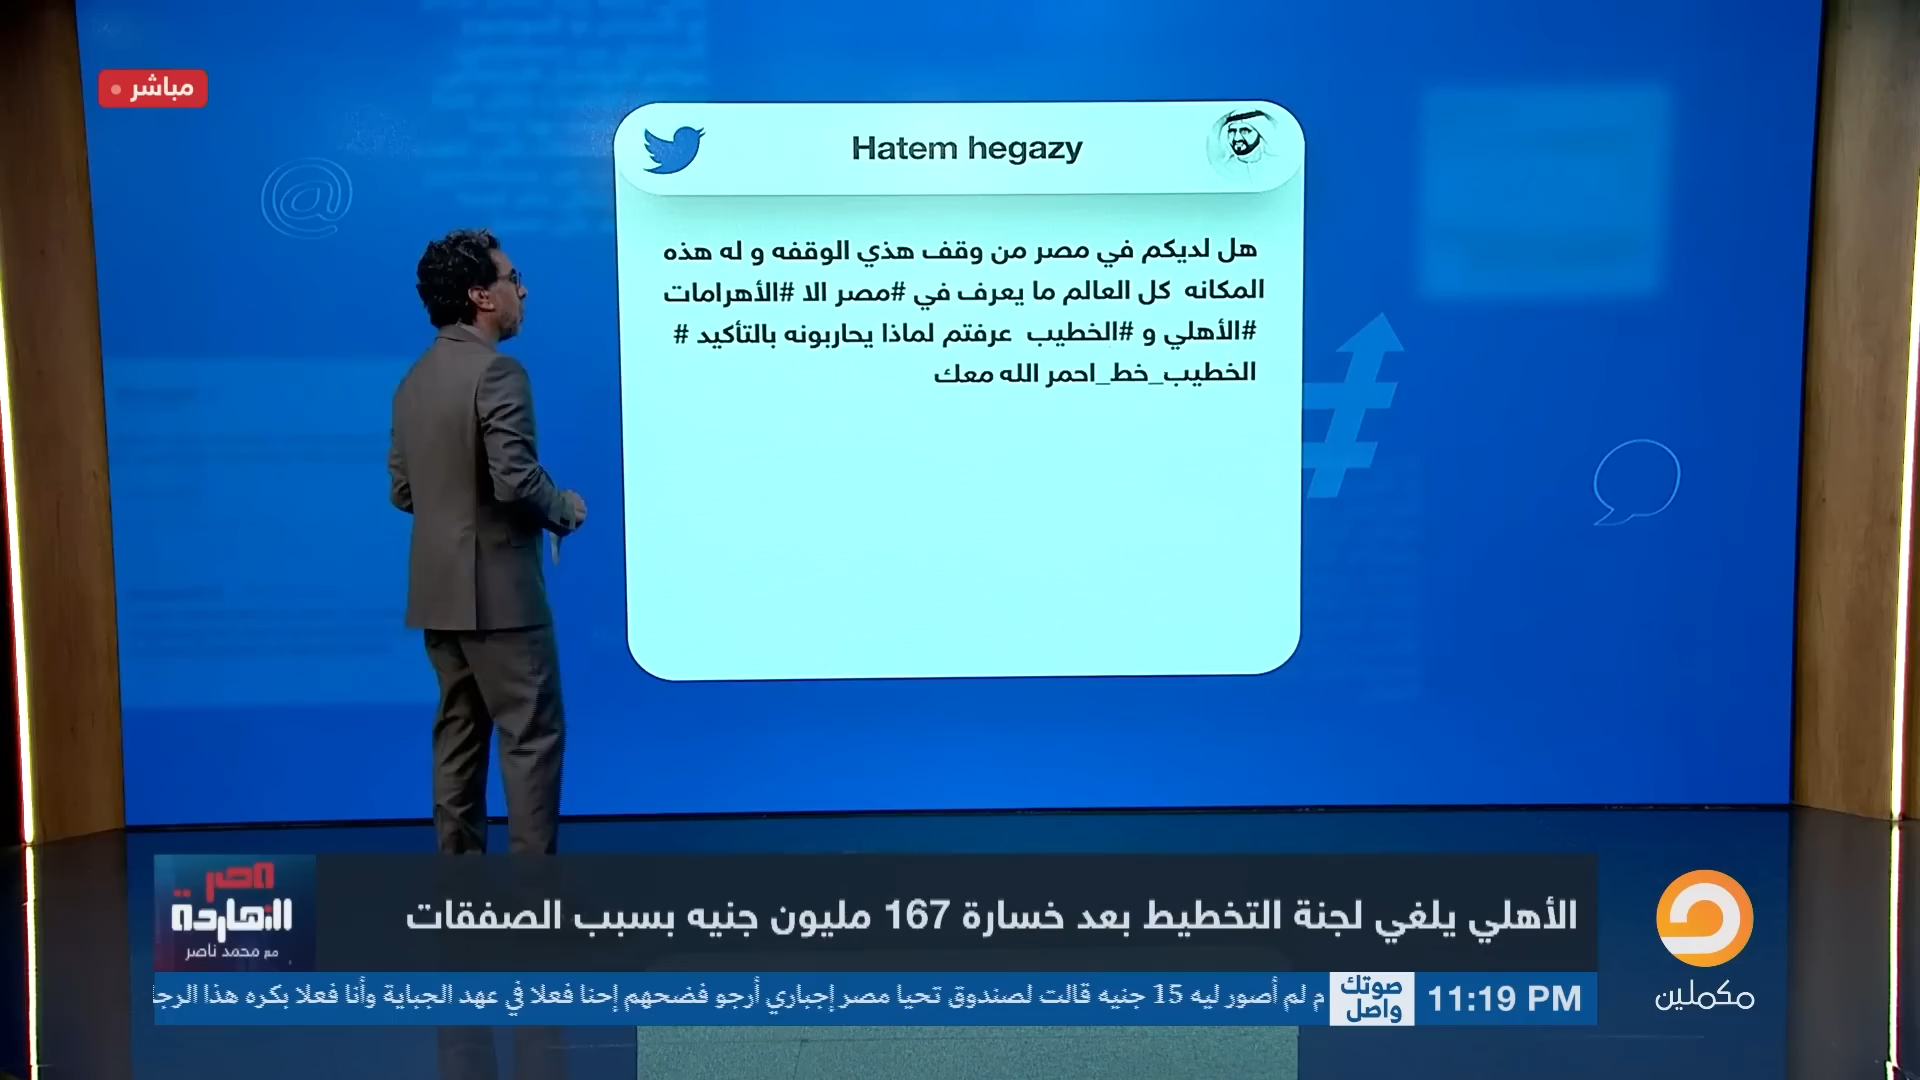 مباشر
Hatem hegazy
هل لديكم في مصر من وقف هذي الوقفه و له هذه
المكانه كل العالم ما يعرف في #مصر الا #الأهرامات
#الأهلي و #الخطيب عرفتم لماذا يحاربونه بالتأكيد #
الخطيب_خط_احمر الله معك
مصر
النهاردة
مع محمد ناصر
الأهلي يلغي لجنة التخطيط بعد خسارة 167 مليون جنيه بسبب الصفقات
مكملين
11:19 PM
صوتك
واصل
م لم أصور ليه 15 جنيه قالت لصندوق تحيا مصر إجباري أرجو فضحهم إحنا فعلا في عهد الجباية وأنا فعلا بكره هذا الرجا